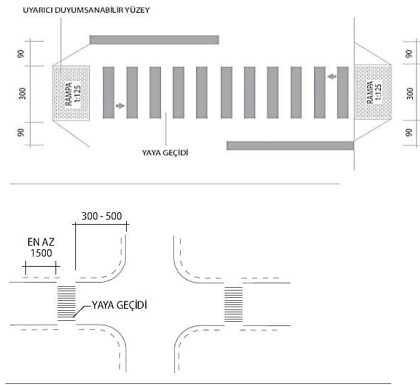 UYARICI DUYUMSANABİLİR YÜZEY
90
300
90
RAMPA
1:125
RAMPA
1:125
90
300
90
YAYA GEÇİDİ
300 - 500
EN AZ
1500
YAYA GEÇİDİ